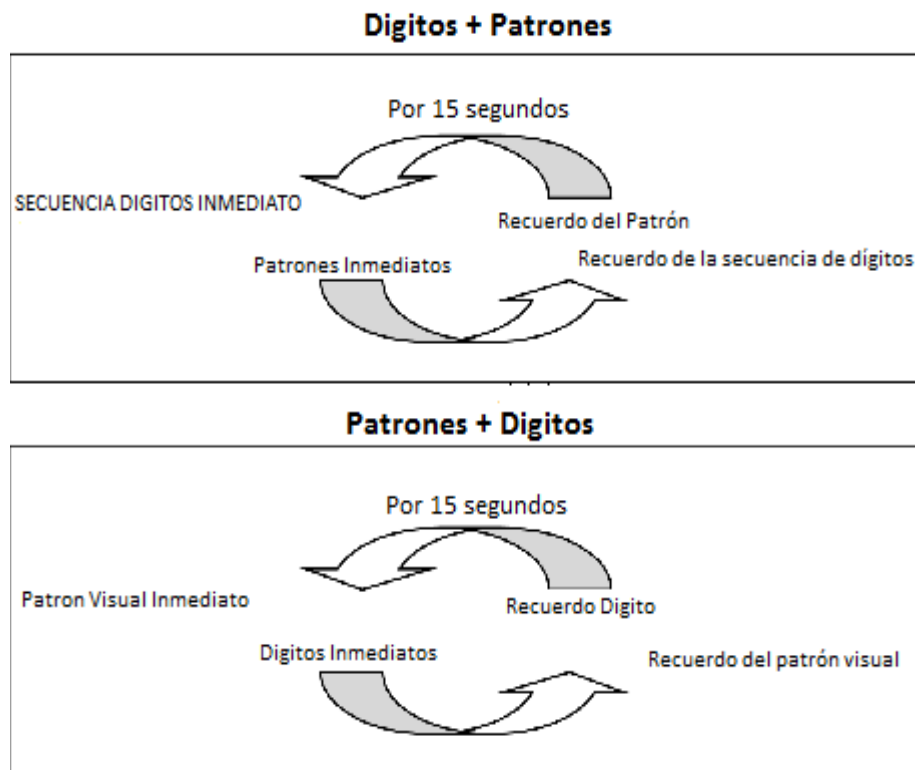 Digitos + Patrones
Por 15 segundos
SECUENCIA DIGITOS INMEDIATO
Recuerdo del Patrón
Patrones Inmediatos
Recuerdo de la secuencia de dígitos
Patrones + Digitos
Por 15 segundos
Patron Visual Inmediato
Recuerdo Digito
Digitos Inmediatos
Recuerdo del patrón visual